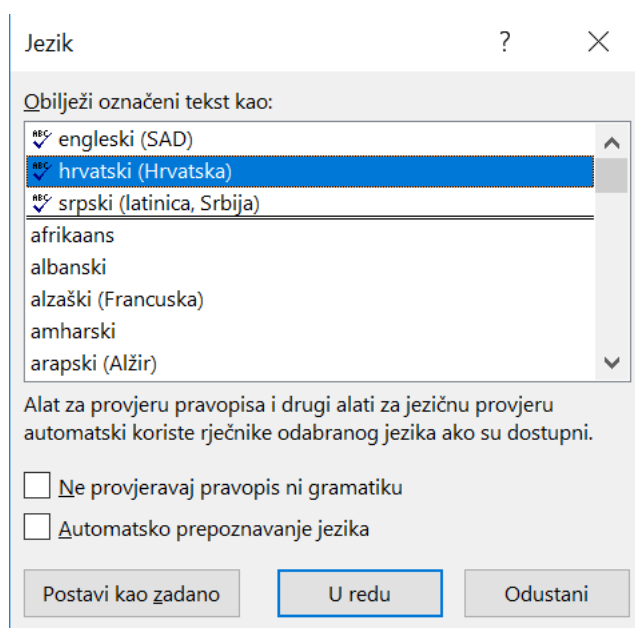 Jezik
Obilježi označeni tekst kao:
engleski (SAD)
hrvatski (Hrvatska)
srpski (latinica, Srbija)
afrikaans
albanski
alzaški (Francuska)
amharski
arapski (Alžir)
Alat za provjeru pravopisa i drugi alati za jezičnu provjeru
automatski koriste rječnike odabranog jezika ako su dostupni.
Ne provjeravaj pravopis ni gramatiku
Automatsko prepoznavanje jezika
Postavi kao zadano U redu Odustani